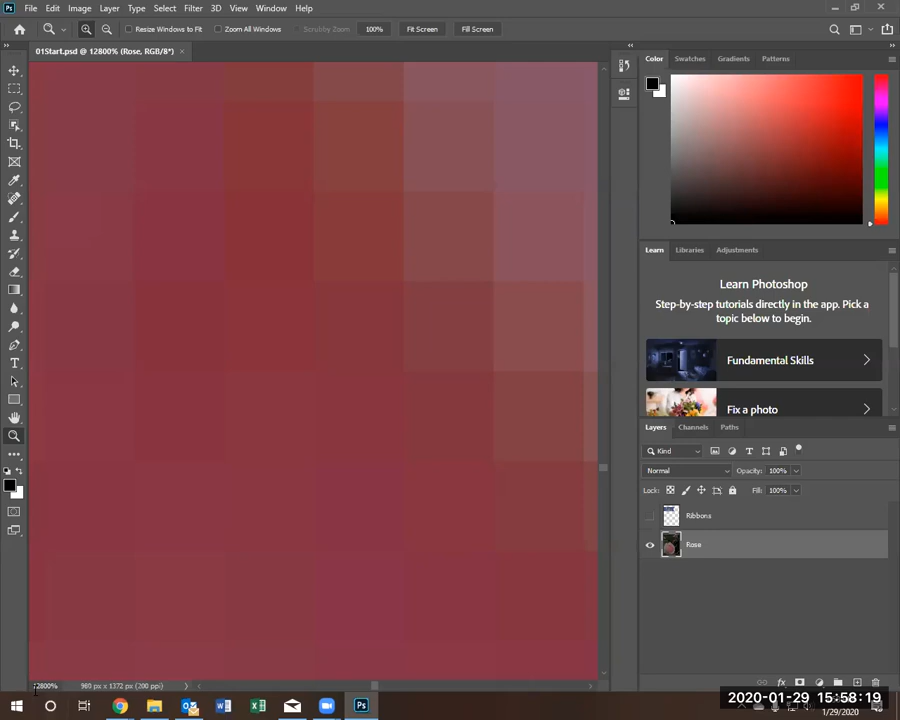 File Edit Image Layer Type Select Filter 3D View Window Help
Resize Windows to Fit Zoom All Windows Scrubby Zoom 100% Fit Screen Fill Screen
01Start.psd @ 12800% (Rose, RGB/8*) ×
Color Swatches Gradients Patterns
Learn Libraries Adjustments
Learn Photoshop
Step-by-step tutorials directly in the app. Pick a
topic below to begin.
Fundamental Skills
Fix a photo
Layers Channels Paths
Kind
Normal Opacity: 100%
Lock: Fill: 100%
Ribbons
Rose
12800% 980 px x 1372 px (200 ppi)
2020-01-29 15:58:19
1/29/2020